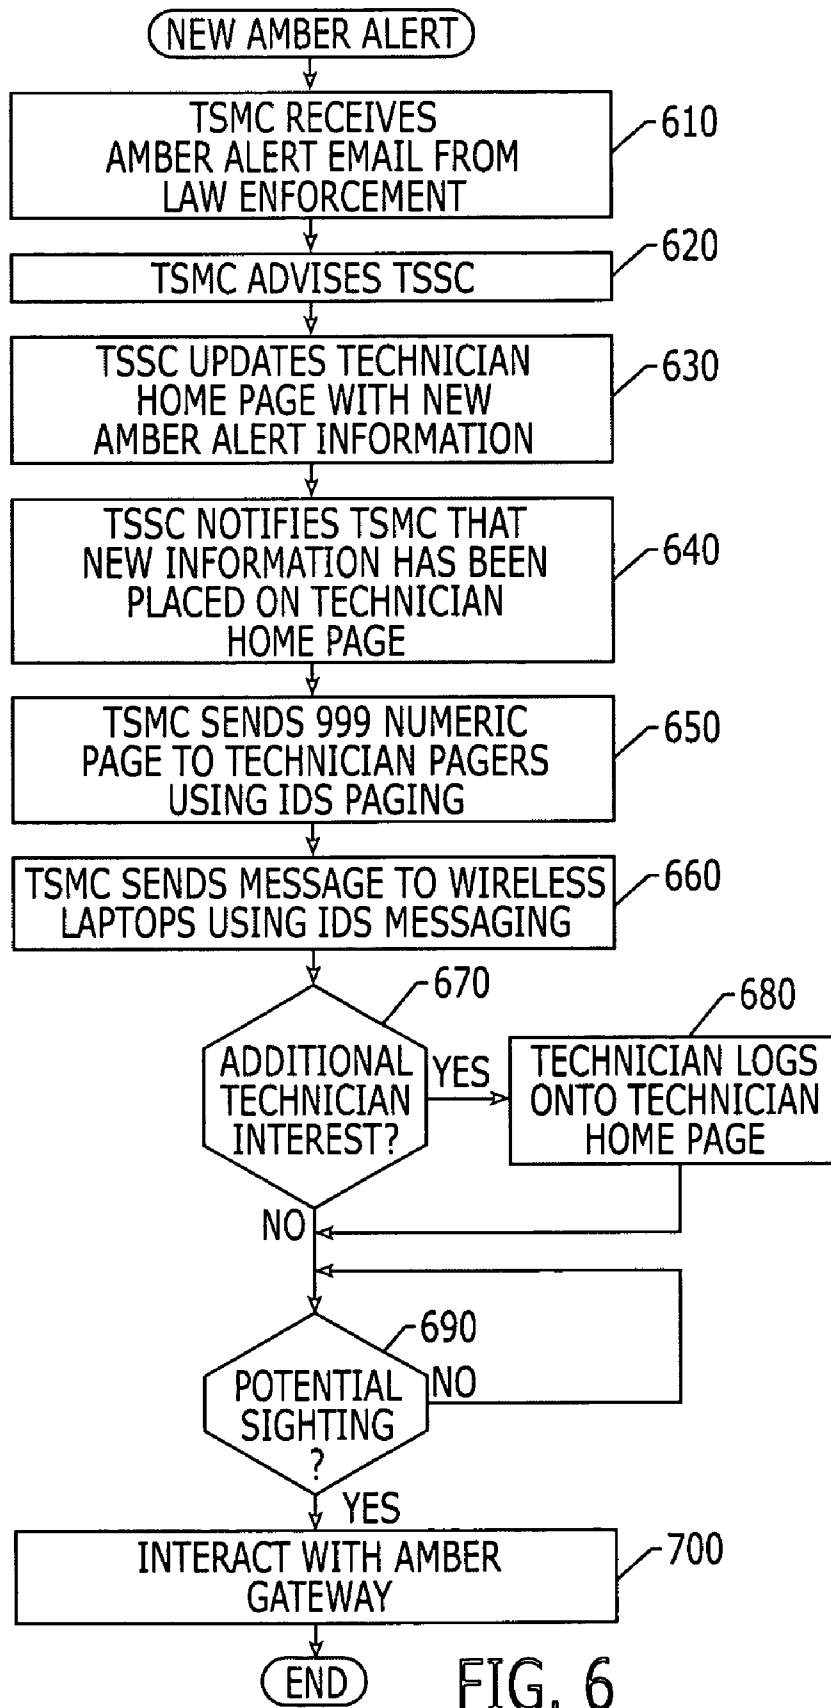 NEW AMBER ALERT
TSMC RECEIVES
AMBER ALERT EMAIL FROM
LAW ENFORCEMENT
610
TSMC ADVISES TSSC
620
TSSC UPDATES TECHNICIAN
HOME PAGE WITH NEW
AMBER ALERT INFORMATION
630
TSSC NOTIFIES TSMC THAT
NEW INFORMATION HAS BEEN
PLACED ON TECHNICIAN
HOME PAGE
640
TSMC SENDS 999 NUMERIC
PAGE TO TECHNICIAN PAGERS
USING IDS PAGING
650
TSMC SENDS MESSAGE TO WIRELESS
LAPTOPS USING IDS MESSAGING
660
670
ADDITIONAL
TECHNICIAN
INTEREST?
YES
680
TECHNICIAN LOGS
ONTO TECHNICIAN
HOME PAGE
NO
690
POTENTIAL
SIGHTING
?
NO
YES
INTERACT WITH AMBER
GATEWAY
700
END
FIG. 6